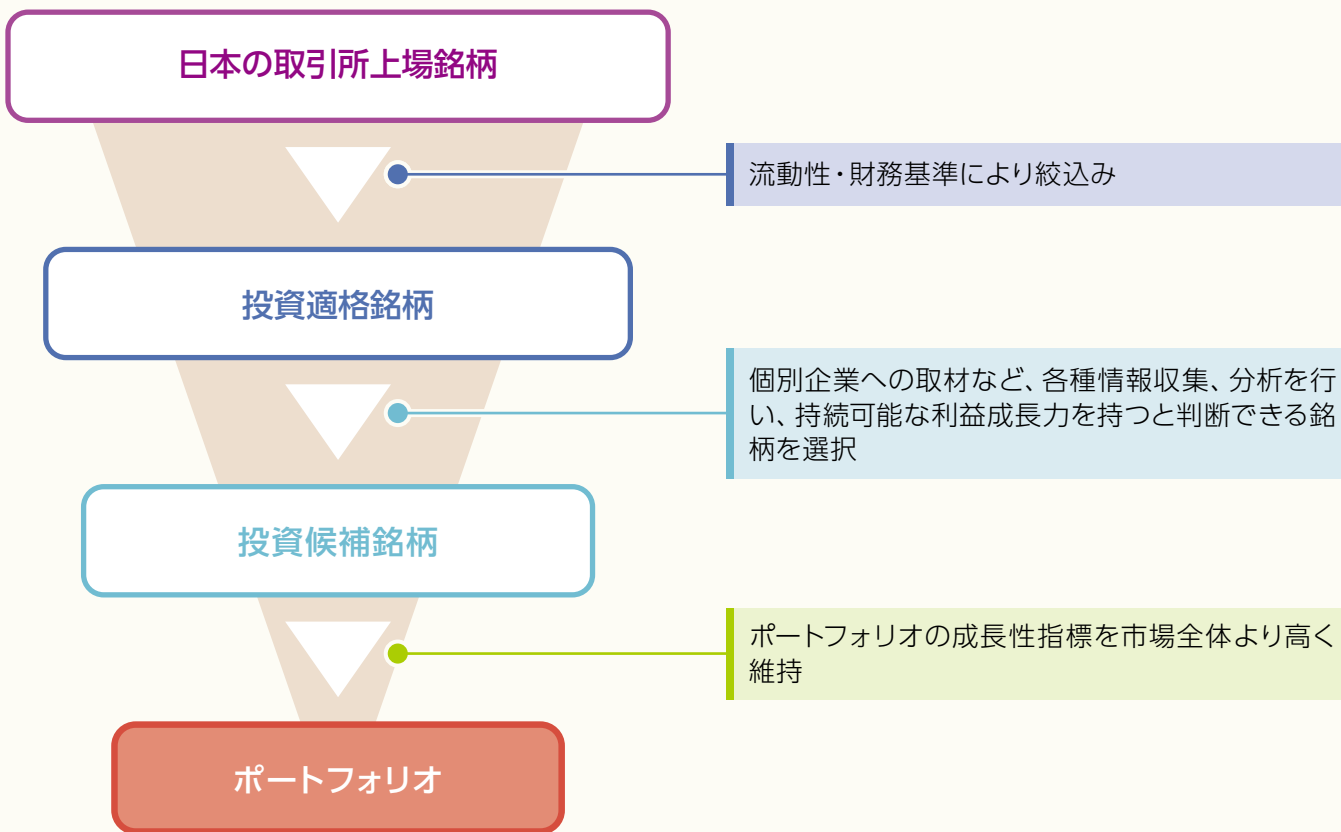 日本の取引所上場銘柄
流動性・財務基準により絞込み
投資適格銘柄
個別企業への取材など、各種情報収集、分析を行
い、持続可能な利益成長力を持つと判断できる銘
柄を選択
投資候補銘柄
ポートフォリオの成長性指標を市場全体より高く
維持
ポートフォリオ